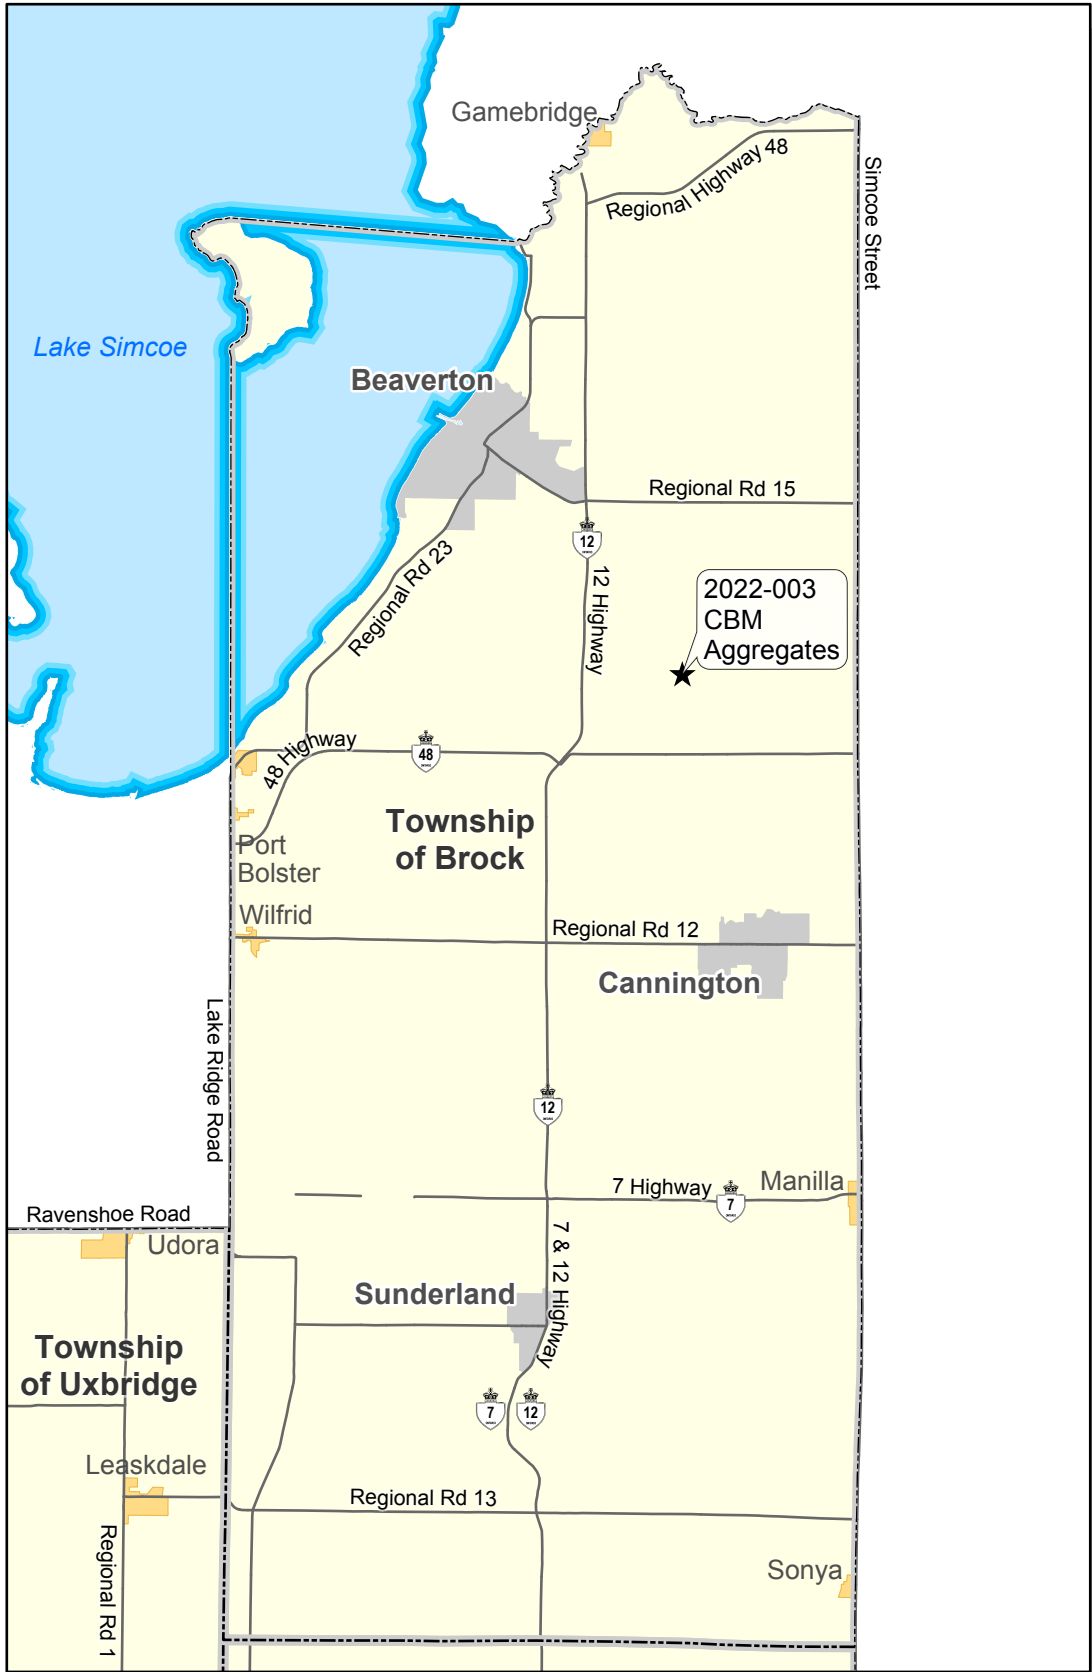 Gamebridge
Regional Highway 48
Simcoe Street
Lake Simcoe
Beaverton
Regional Rd 15
12
Regional Rd 23
12 Highway
2022-003
CBM
Aggregates
48 Highway
48
Township
of Brock
Port
Bolster
Wilfrid
Regional Rd 12
Cannington
Lake Ridge Road
12
7 Highway
7
Manilla
Ravenshoe Road
Udora
7 & 12 Highway
Sunderland
Township
of Uxbridge
7
12
Leaskdale
Regional Rd 13
Regional Rd 1
Sonya